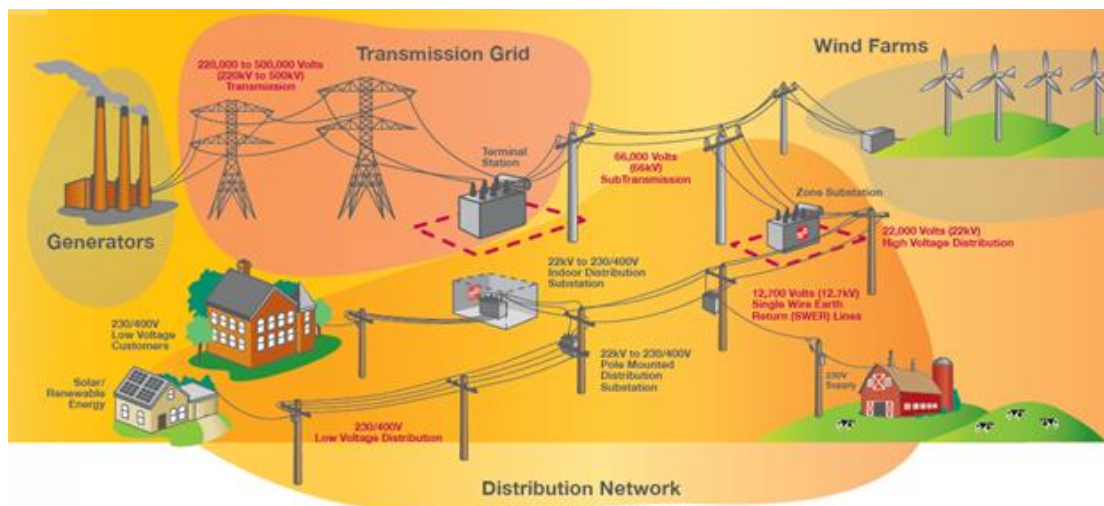 Transmission Grid
220,000 to 500,000 Volts
(220kV to 500kV)
Transmission
Wind Farms
Generators
Terminal
Station
66,000 Volts
(66kV)
SubTransmission
Zone Substation
22,000 Volts (22kV)
High Voltage Distribution
22kV to 230/400V
Indoor Distribution
Substation
12,700 Volts (12.7kV)
Single Wire Earth
Return (SWER) Lines
230/400V
Low Voltage
Customers
22kV to 230/400V
Pole Mounted
Distribution
Substation
230V
Supply
Solar/
Renewable
Energy
230/400V
Low Voltage Distribution
Distribution Network